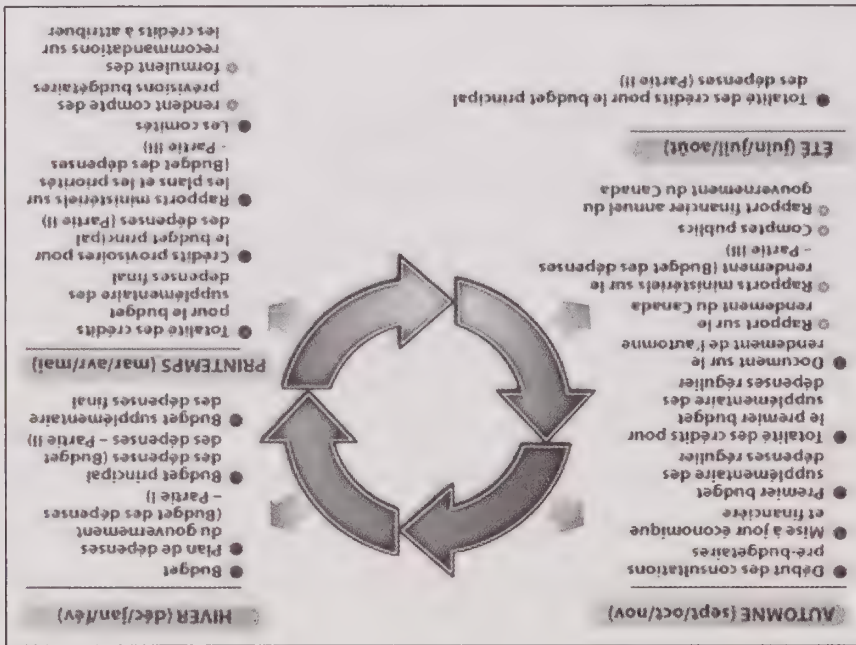 AUTOMNE (sept/oct/nov)
● Début des consultations
pré-budgétaires
● Mise à jour économique
et financière
● Premier budget
supplémentaire des
dépenses régulier
● Totalité des crédits pour
le premier budget
supplémentaire des
dépenses régulier
● Document sur le
rendement de l'automne
○ Rapport sur le
rendement du Canada
○ Rapports ministériels sur le
rendement (Budget des dépenses
– Partie III)
○ Comptes publics
○ Rapport financier annuel du
gouvernement du Canada
ÉTÉ (juin/juil/août)
● Totalité des crédits pour le budget principal
des dépenses (Partie II)
HIVER (déc/jan/fév)
● Budget
● Plan de dépenses
du gouvernement
(Budget des dépenses
– Partie I)
● Budget principal
des dépenses (Budget
des dépenses – Partie II)
● Budget supplémentaire
des dépenses final
PRINTEMPS (mar/avr/mai)
● Totalité des crédits
pour le budget
supplémentaire des
dépenses final
● Crédits provisoires pour
le budget principal
des dépenses (Partie II)
● Rapports ministériels sur
les plans et les priorités
(Budget des dépenses
- Partie III)
● Les comités
○ rendent compte des
prévisions budgétaires
○ formulent des
recommandations sur
les crédits à attribuer